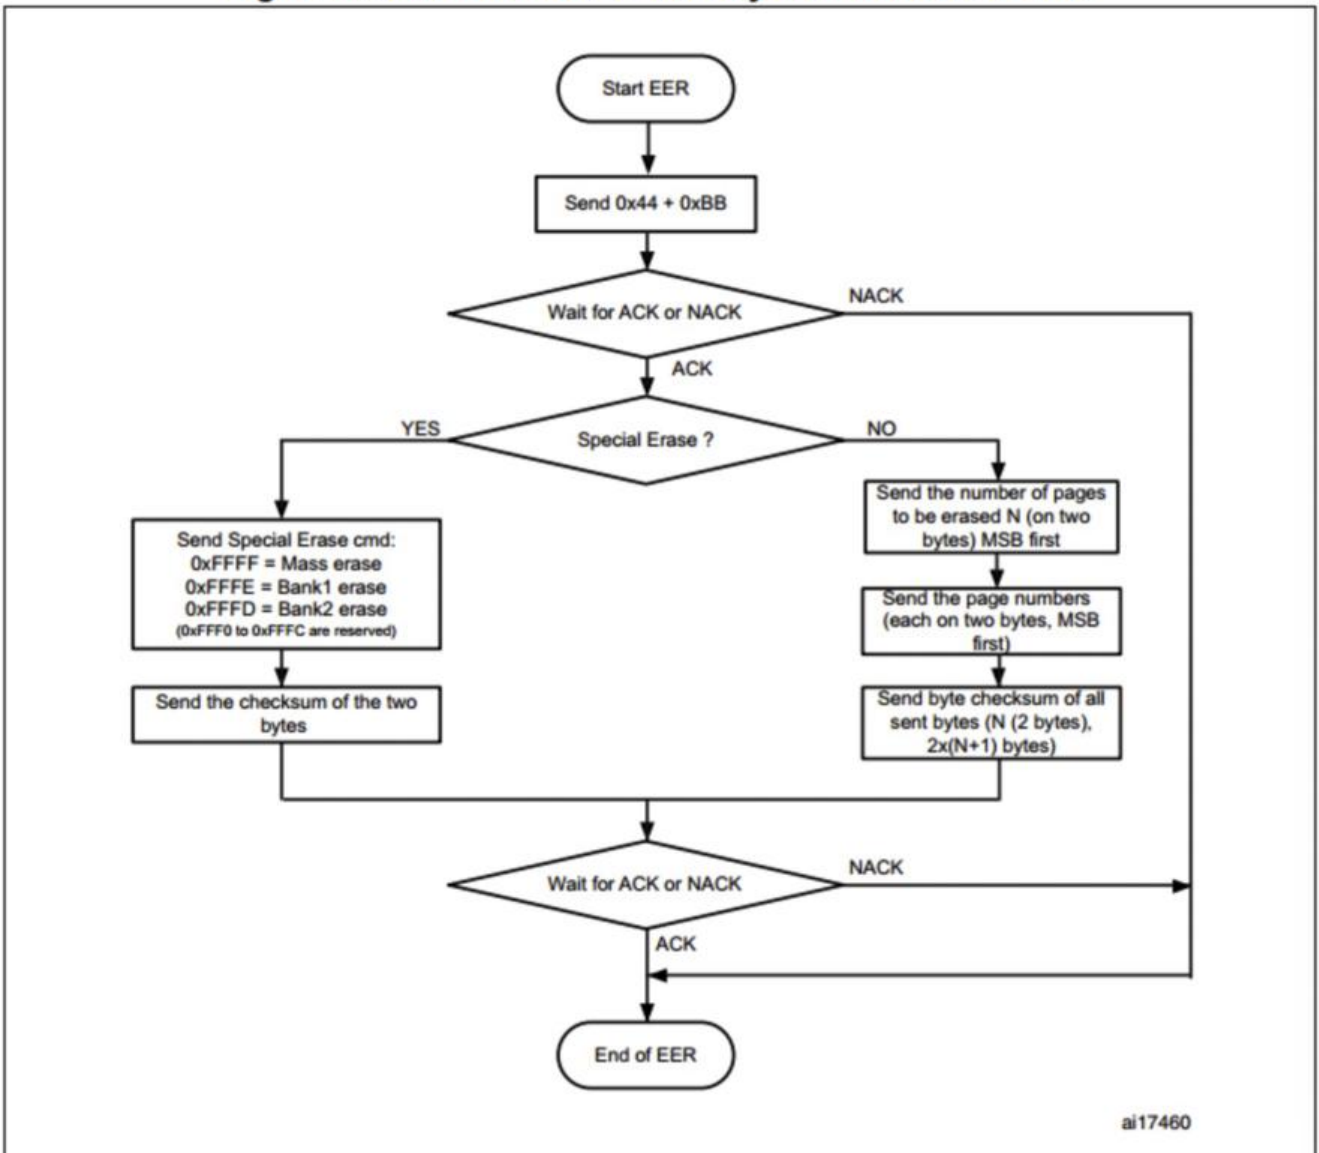 Start EER
Send 0x44 + 0xBB
Wait for ACK or NACK
NACK
ACK
Special Erase ?
YES
NO
Send Special Erase cmd:
0xFFFF = Mass erase
0xFFFE = Bank1 erase
0xFFFD = Bank2 erase
(0xFFF0 to 0xFFFC are reserved)
Send the checksum of the two
bytes
Send the number of pages
to be erased N (on two
bytes) MSB first
Send the page numbers
(each on two bytes, MSB
first)
Send byte checksum of all
sent bytes (N (2 bytes),
2x(N+1) bytes)
Wait for ACK or NACK
NACK
ACK
End of EER
ai17460